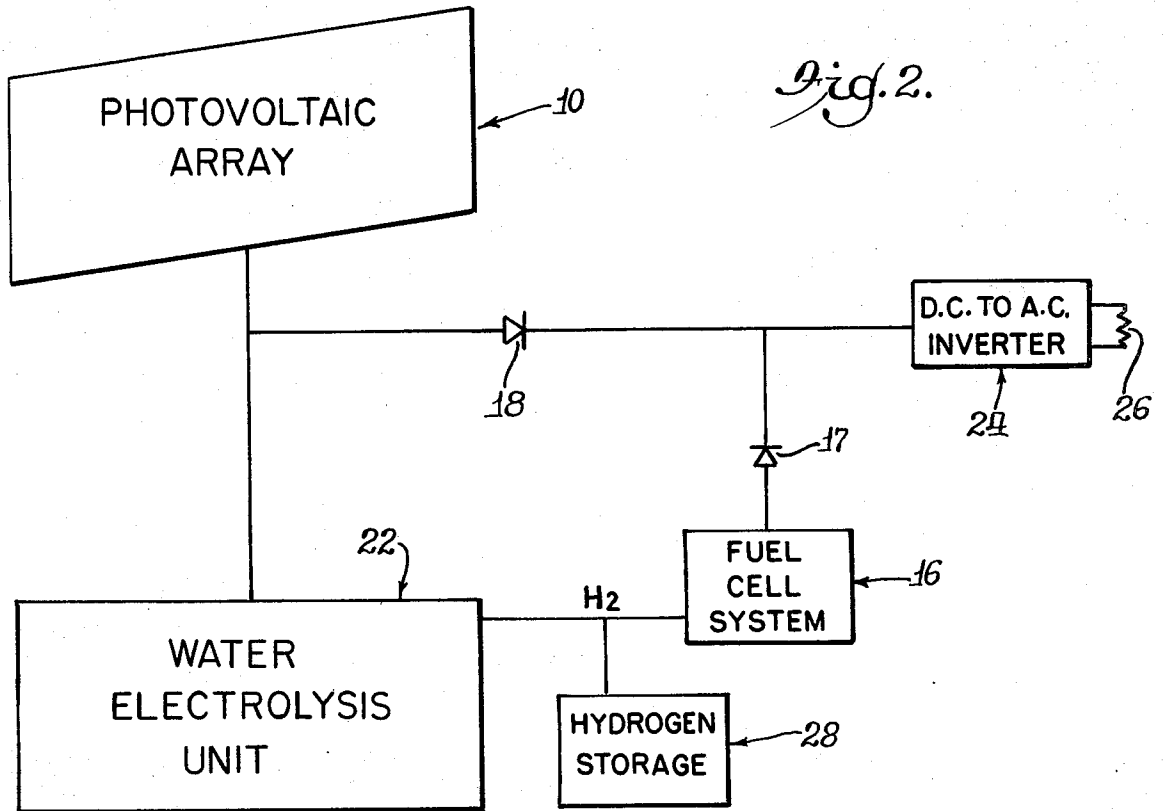 Fig. 2.
PHOTOVOLTAIC
ARRAY
10
D.C. TO A.C.
INVERTER
18
24
26
17
22
FUEL
CELL
SYSTEM
16
H2
WATER
ELECTROLYSIS
UNIT
HYDROGEN
STORAGE
28